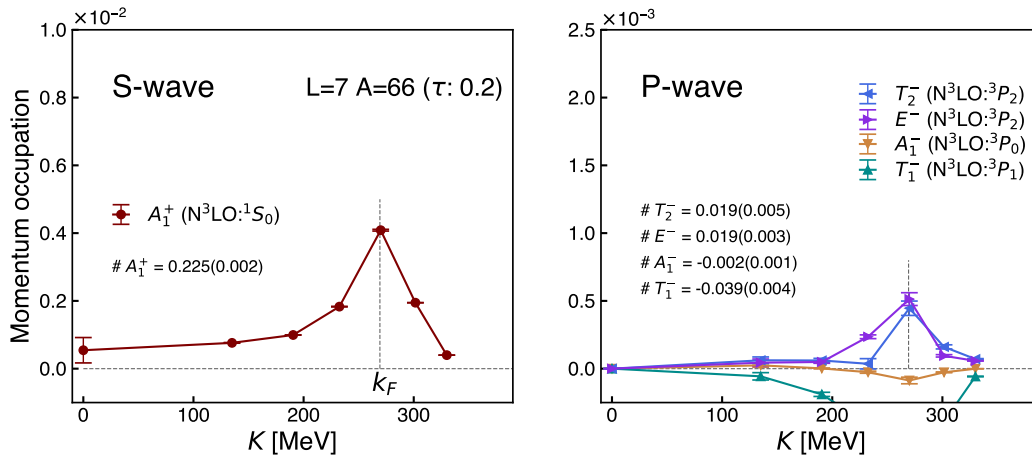 ×10⁻²
1.0
0.8
0.6
0.4
0.2
0.0
Momentum occupation
S-wave
L=7 A=66 (τ: 0.2)
A₁⁺ (N³LO:¹S₀)
# A₁⁺ = 0.225(0.002)
k_F
0 100 200 300
K [MeV]
×10⁻³
2.5
2.0
1.5
1.0
0.5
0.0
P-wave
T₂⁻ (N³LO:³P₂)
E⁻ (N³LO:³P₂)
A₁⁻ (N³LO:³P₀)
T₁⁻ (N³LO:³P₁)
# T₂⁻ = 0.019(0.005)
# E⁻ = 0.019(0.003)
# A₁⁻ = -0.002(0.001)
# T₁⁻ = -0.039(0.004)
0 100 200 300
K [MeV]